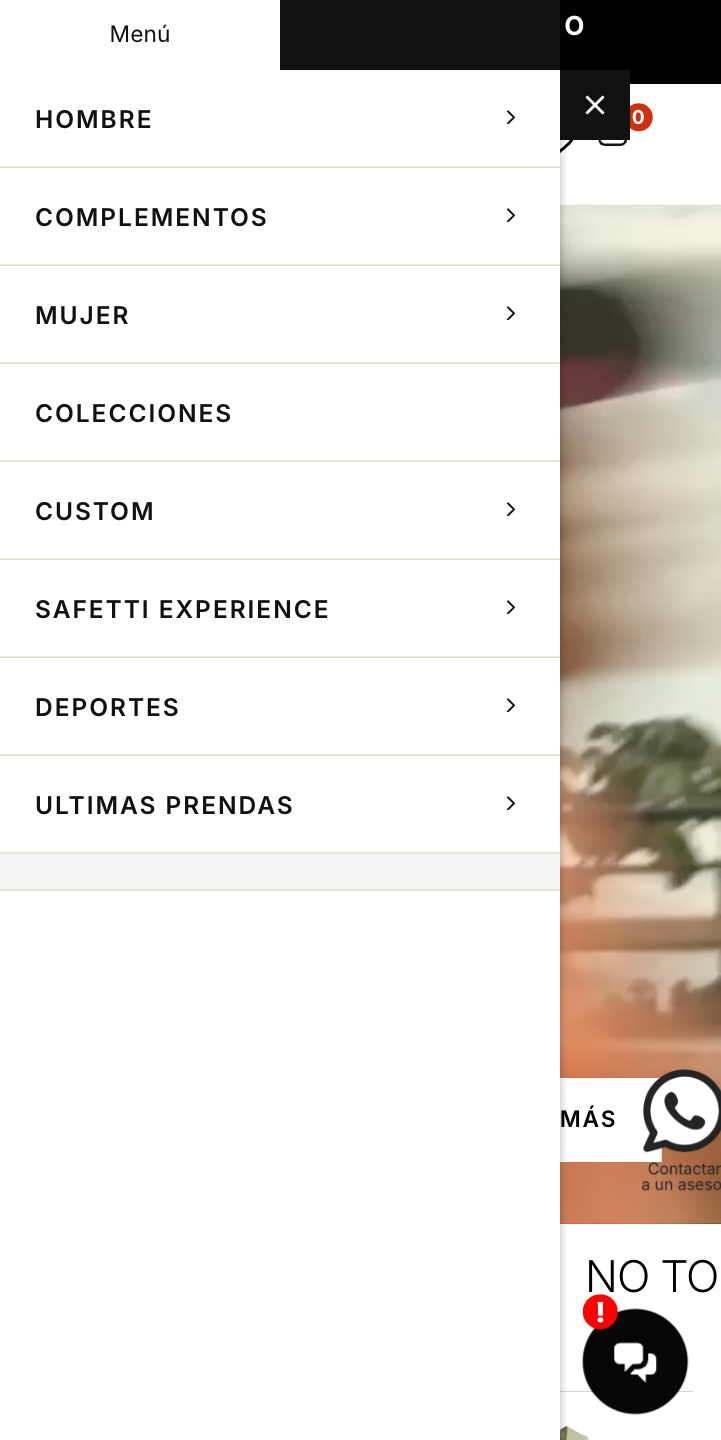 Menú
O
0
HOMBRE
COMPLEMENTOS
MUJER
COLECCIONES
CUSTOM
SAFETTI EXPERIENCE
DEPORTES
ULTIMAS PRENDAS
MÁS
Contactar
a un aseso
NO TO
!